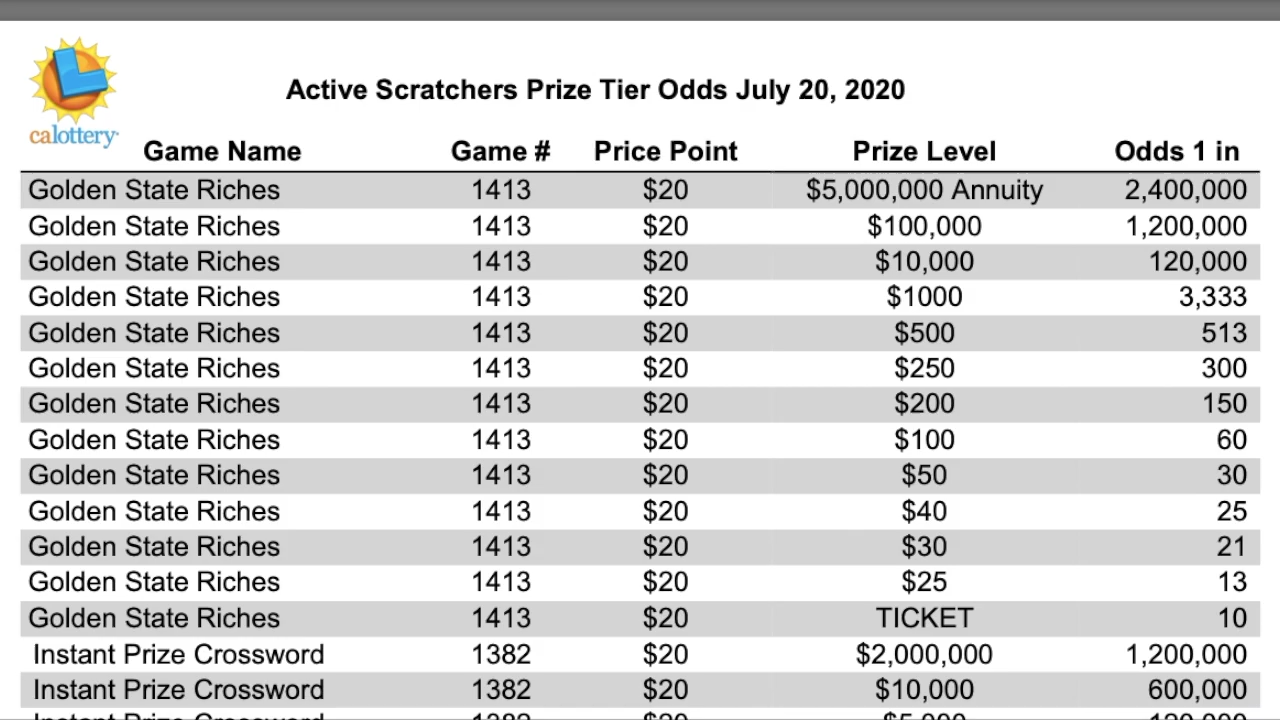 calottery
Active Scratchers Prize Tier Odds July 20, 2020
Game Name Game # Price Point Prize Level Odds 1 in
Golden State Riches 1413 $20 $5,000,000 Annuity 2,400,000
Golden State Riches 1413 $20 $100,000 1,200,000
Golden State Riches 1413 $20 $10,000 120,000
Golden State Riches 1413 $20 $1000 3,333
Golden State Riches 1413 $20 $500 513
Golden State Riches 1413 $20 $250 300
Golden State Riches 1413 $20 $200 150
Golden State Riches 1413 $20 $100 60
Golden State Riches 1413 $20 $50 30
Golden State Riches 1413 $20 $40 25
Golden State Riches 1413 $20 $30 21
Golden State Riches 1413 $20 $25 13
Golden State Riches 1413 $20 TICKET 10
Instant Prize Crossword 1382 $20 $2,000,000 1,200,000
Instant Prize Crossword 1382 $20 $10,000 600,000
Instant Prize Crossword 1382 $20 $5,000 120,000